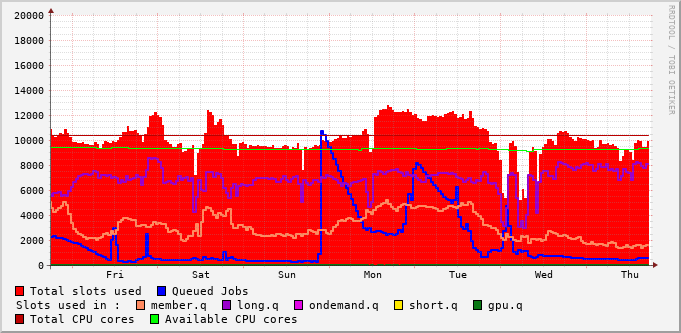 RRDTOOL / TOBI OETIKER
20000
18000
16000
14000
12000
10000
8000
6000
4000
2000
0
Fri Sat Sun Mon Tue Wed Thu
Total slots used Queued Jobs
Slots used in : member.q long.q ondemand.q short.q gpu.q
Total CPU cores Available CPU cores